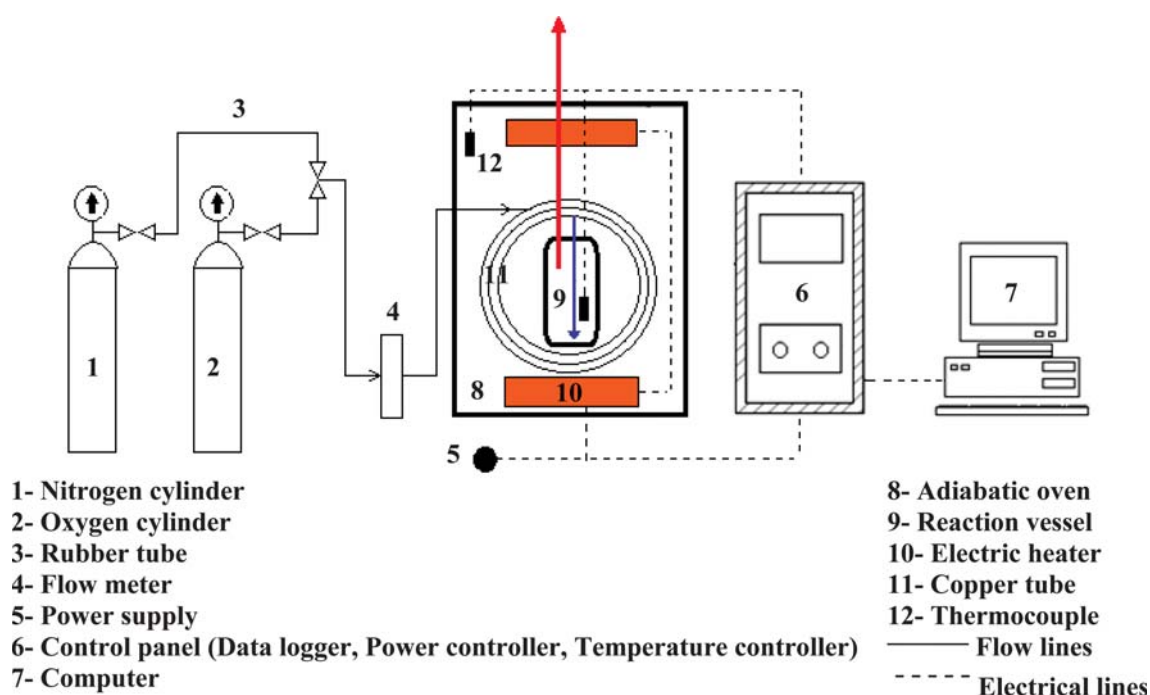 3
12
11
9
6
7
4
1
2
8
10
5
1- Nitrogen cylinder
2- Oxygen cylinder
3- Rubber tube
4- Flow meter
5- Power supply
6- Control panel (Data logger, Power controller, Temperature controller)
7- Computer
8- Adiabatic oven
9- Reaction vessel
10- Electric heater
11- Copper tube
12- Thermocouple
Flow lines
Electrical lines